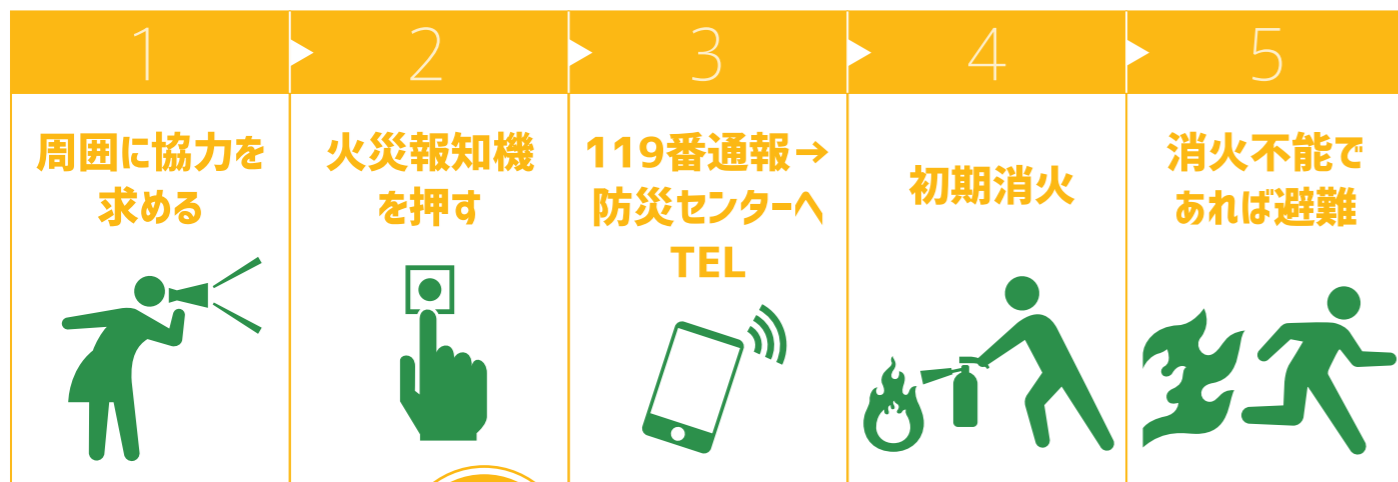 1
周囲に協力を
求める
2
火災報知機
を押す
3
119番通報→
防災センターへ
TEL
4
初期消火
5
消火不能で
あれば避難